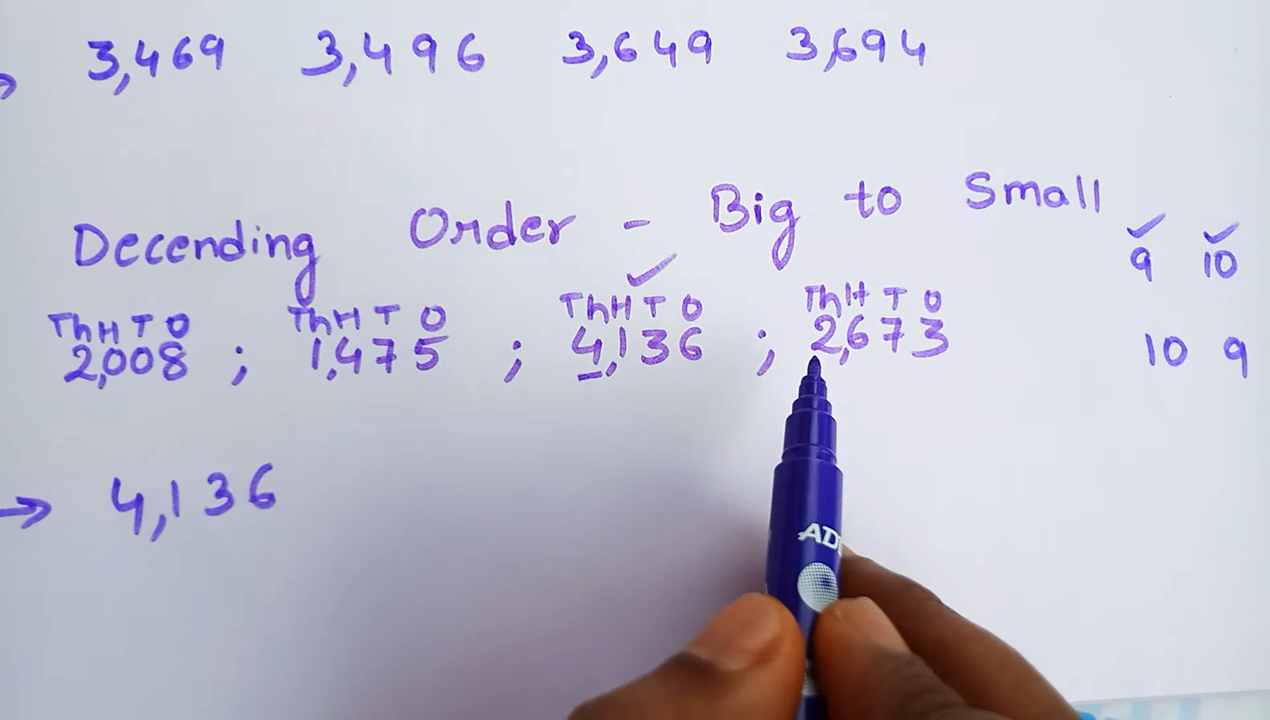 3,469 3,496 3,649 3,694
Decending Order - Big to Small
9 10
Th H T O Th H T O Th H T O Th H T O
2,008 ; 1,475 ; 4,136 ; 2,673
10 9
→ 4,136